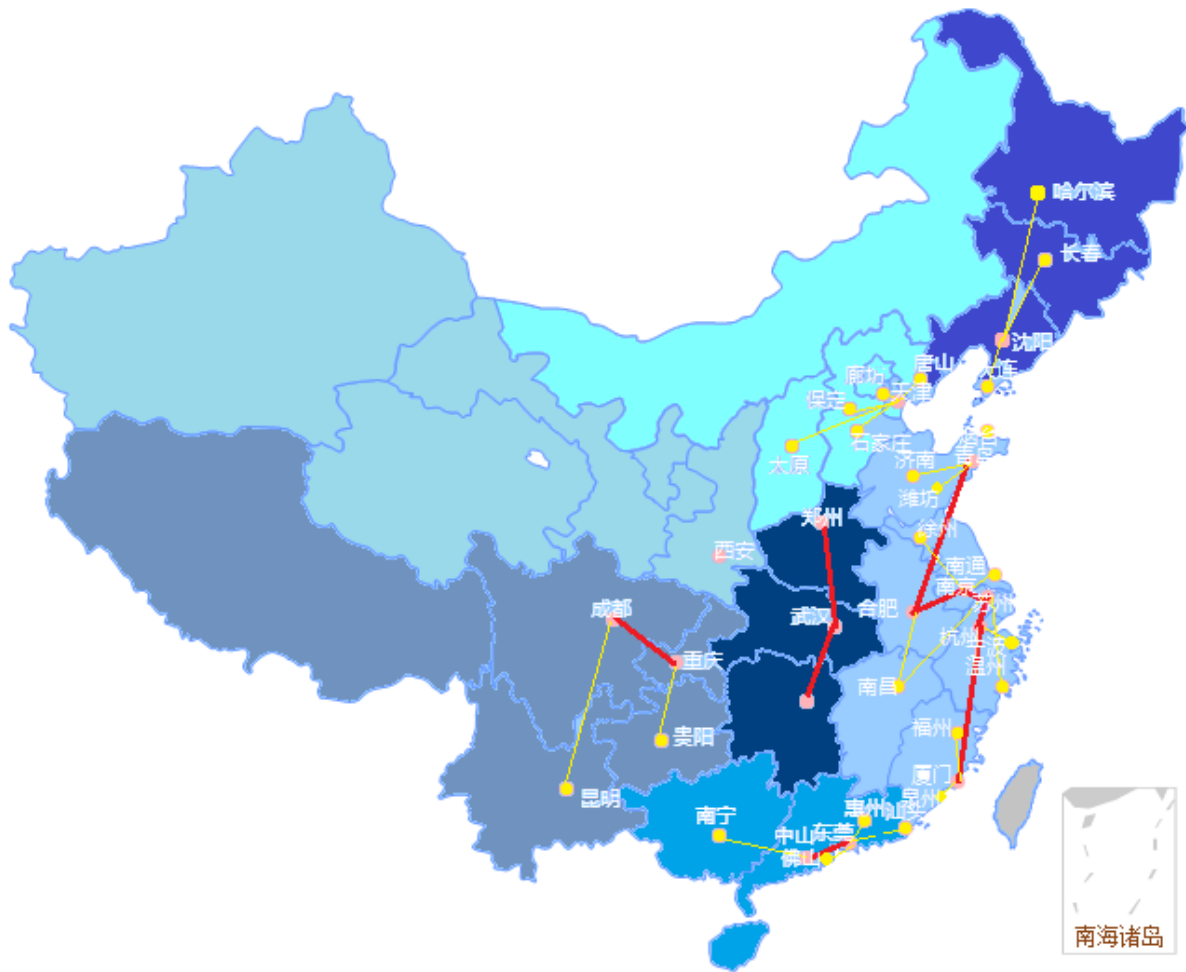 哈尔滨
长春
沈阳
大连
唐山
廊坊
天津
保定
石家庄
太原
烟台
青岛
济南
潍坊
郑州
徐州
西安
南通
南京
苏州
成都
合肥
武汉
杭州
温州
重庆
南昌
福州
贵阳
厦门
昆明
泉州
惠州
汕头
南宁
中山
东莞
佛山
南海诸岛